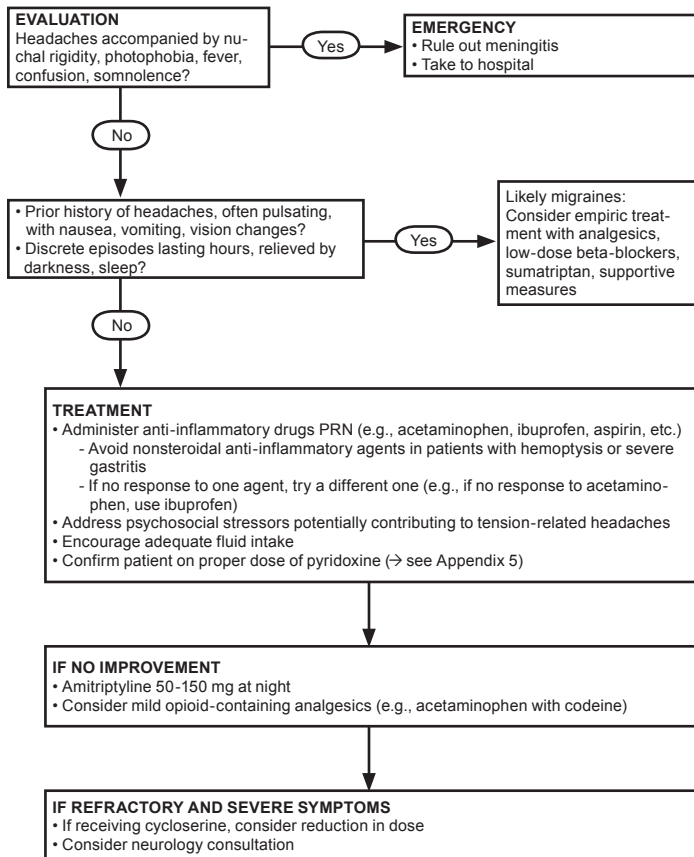 EVALUATION
Headaches accompanied by nu-
chal rigidity, photophobia, fever,
confusion, somnolence?
Yes
EMERGENCY
• Rule out meningitis
• Take to hospital
No
• Prior history of headaches, often pulsating,
with nausea, vomiting, vision changes?
• Discrete episodes lasting hours, relieved by
darkness, sleep?
Yes
Likely migraines:
Consider empiric treat-
ment with analgesics,
low-dose beta-blockers,
sumatriptan, supportive
measures
No
TREATMENT
• Administer anti-inflammatory drugs PRN (e.g., acetaminophen, ibuprofen, aspirin, etc.)
- Avoid nonsteroidal anti-inflammatory agents in patients with hemoptysis or severe
gastritis
- If no response to one agent, try a different one (e.g., if no response to acetamino-
phen, use ibuprofen)
• Address psychosocial stressors potentially contributing to tension-related headaches
• Encourage adequate fluid intake
• Confirm patient on proper dose of pyridoxine (→ see Appendix 5)
IF NO IMPROVEMENT
• Amitriptyline 50-150 mg at night
• Consider mild opioid-containing analgesics (e.g., acetaminophen with codeine)
IF REFRACTORY AND SEVERE SYMPTOMS
• If receiving cycloserine, consider reduction in dose
• Consider neurology consultation